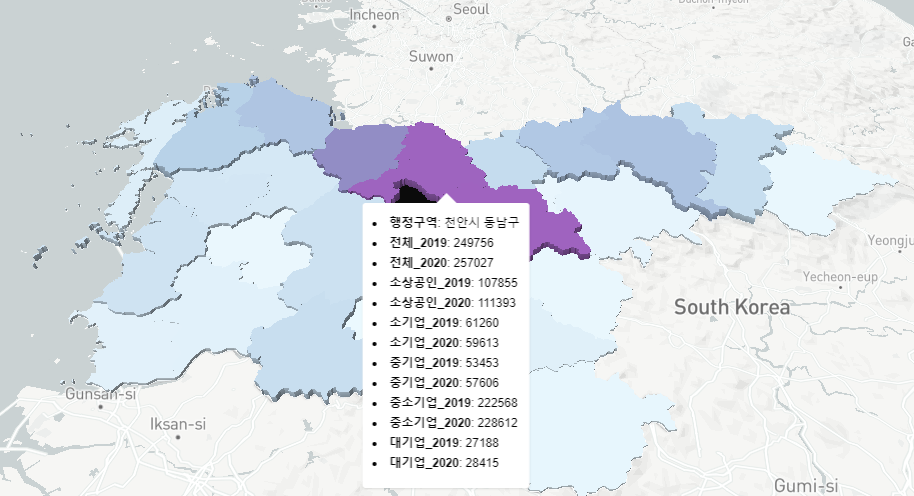 Incheon
Seoul
Suwon
행정구역: 천안시 동남구
전체_2019: 249756
전체_2020: 257027
소상공인_2019: 107855
소상공인_2020: 111393
소기업_2019: 61260
소기업_2020: 59613
중기업_2019: 53453
중기업_2020: 57606
중소기업_2019: 222568
중소기업_2020: 228612
대기업_2019: 27188
대기업_2020: 28415
Yeongju
Yecheon-eup
South Korea
Gunsan-si
Iksan-si
Gumi-si